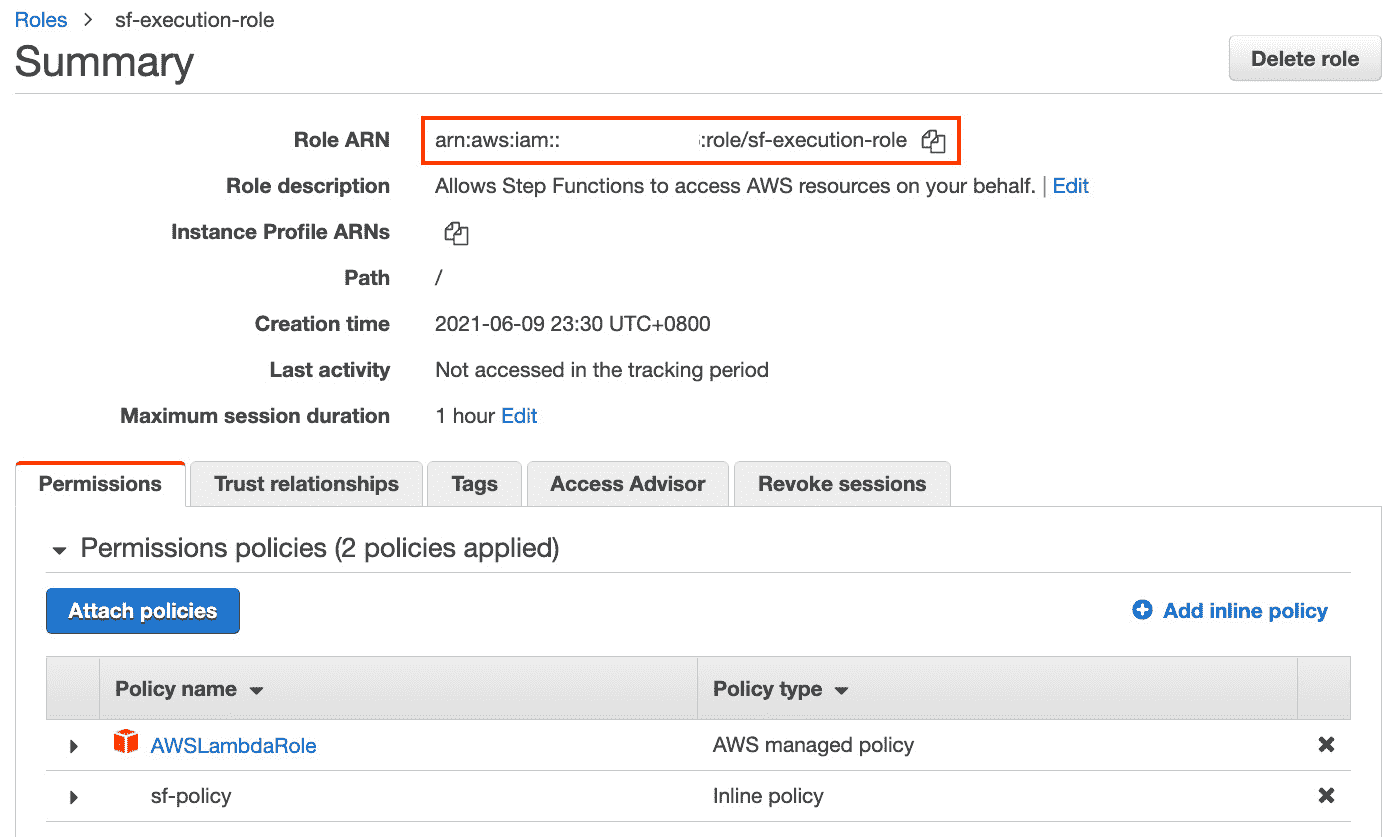 Roles > sf-execution-role
Summary
Delete role
Role ARN arn:aws:iam:: :role/sf-execution-role
Role description Allows Step Functions to access AWS resources on your behalf. | Edit
Instance Profile ARNs
Path /
Creation time 2021-06-09 23:30 UTC+0800
Last activity Not accessed in the tracking period
Maximum session duration 1 hour Edit
Permissions Trust relationships Tags Access Advisor Revoke sessions
Permissions policies (2 policies applied)
Attach policies Add inline policy
Policy name Policy type
AWSLambdaRole AWS managed policy
sf-policy Inline policy